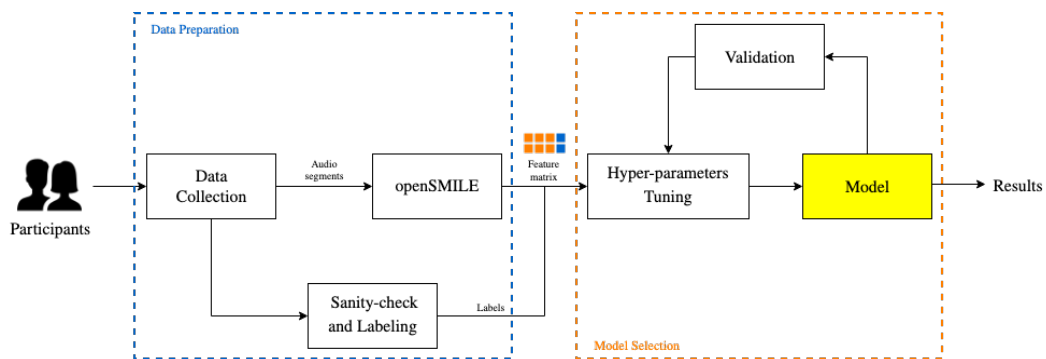 Data Preparation
Validation
Participants
Data
Collection
Audio
segments
openSMILE
Feature
matrix
Hyper-parameters
Tuning
Model
Results
Sanity-check
and Labeling
Labels
Model Selection